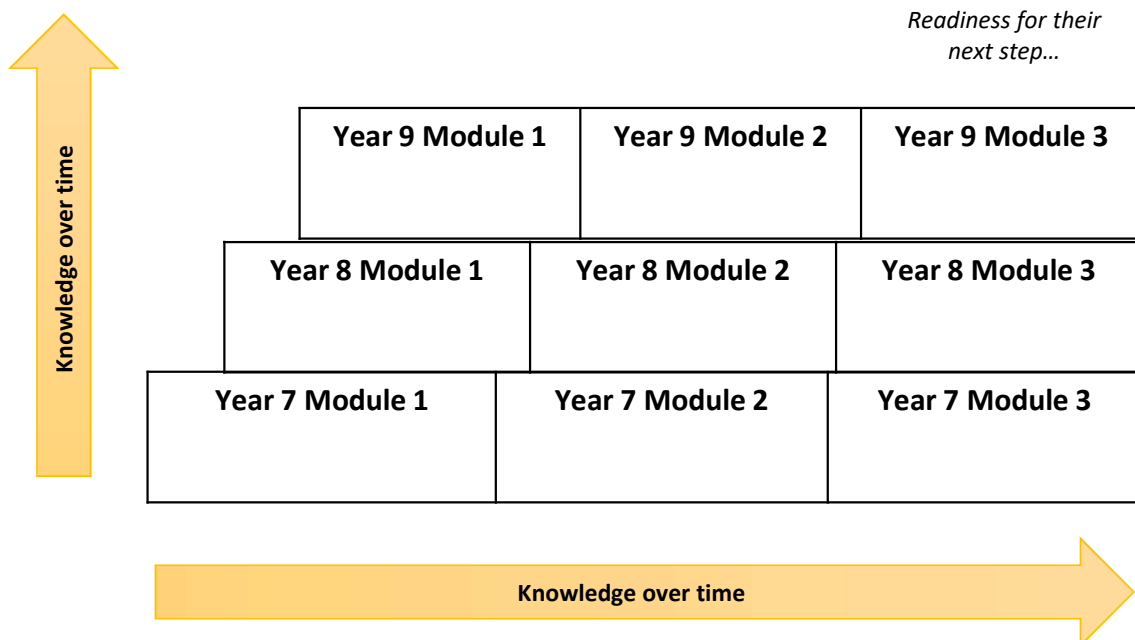 Readiness for their
next step…
Knowledge over time
Year 9 Module 1
Year 9 Module 2
Year 9 Module 3
Year 8 Module 1
Year 8 Module 2
Year 8 Module 3
Year 7 Module 1
Year 7 Module 2
Year 7 Module 3
Knowledge over time